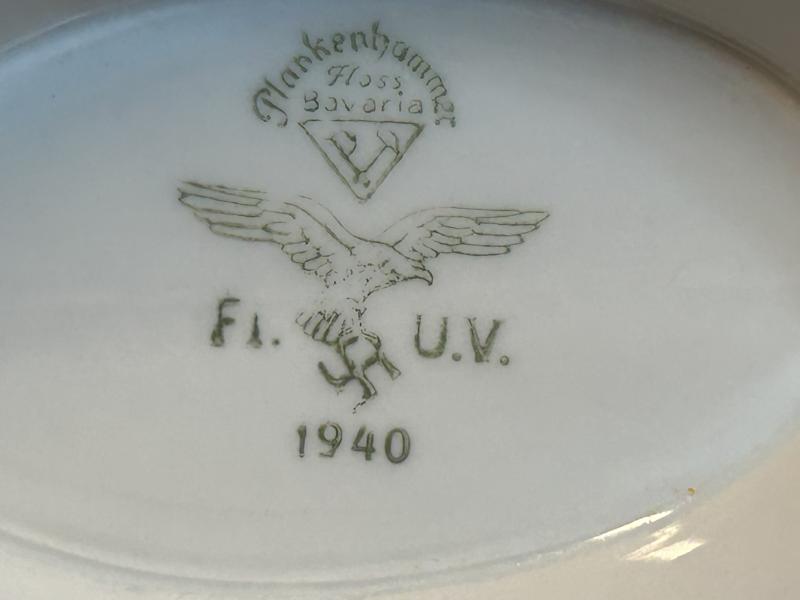 Plankenhammer
Floss
Bavaria
Fl. U.V.
1940